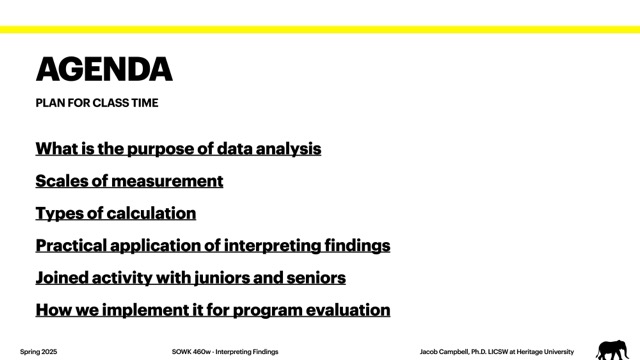 AGENDA
PLAN FOR CLASS TIME
What is the purpose of data analysis
Scales of measurement
Types of calculation
Practical application of interpreting findings
Joined activity with juniors and seniors
How we implement it for program evaluation
Spring 2025
SOWK 460w - Interpreting Findings
Jacob Campbell, Ph.D. LICSW at Heritage University